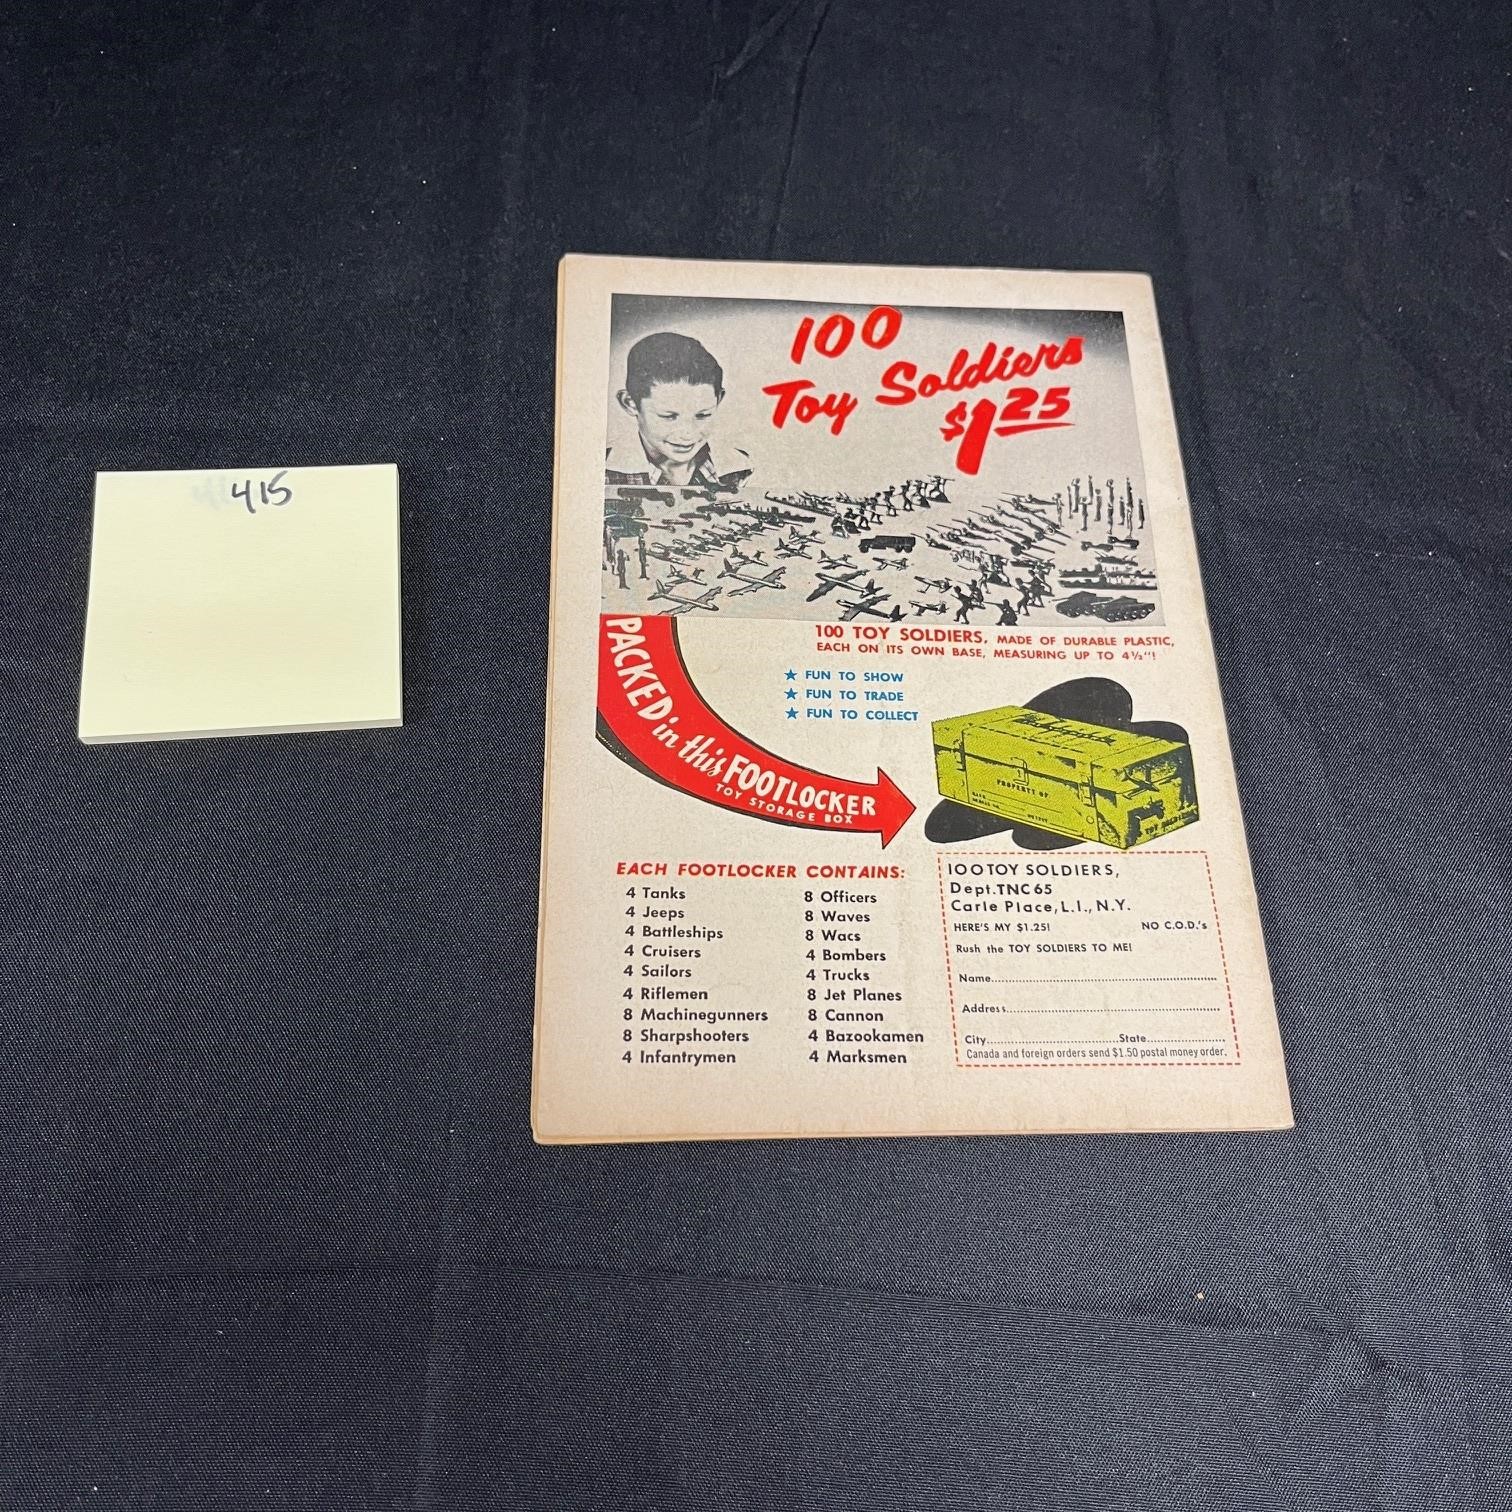 415
100
Toy Soldiers
$1.25
100 TOY SOLDIERS, MADE OF DURABLE PLASTIC,
EACH ON ITS OWN BASE, MEASURING UP TO 4½"!
★ FUN TO SHOW
★ FUN TO TRADE
★ FUN TO COLLECT
PACKED in this FOOTLOCKER
TOY STORAGE BOX
PROPERTY OF
EACH FOOTLOCKER CONTAINS:
4 Tanks
4 Jeeps
4 Battleships
4 Cruisers
4 Sailors
4 Riflemen
8 Machinegunners
8 Sharpshooters
4 Infantrymen
8 Officers
8 Waves
8 Wacs
4 Bombers
4 Trucks
8 Jet Planes
8 Cannon
4 Bazookamen
4 Marksmen
100 TOY SOLDIERS,
Dept. TNC 65
Carle Place, L.I., N.Y.
HERE'S MY $1.25! NO C.O.D.'s
Rush the TOY SOLDIERS TO ME!
Name
Address
City State
Canada and foreign orders send $1.50 postal money order.